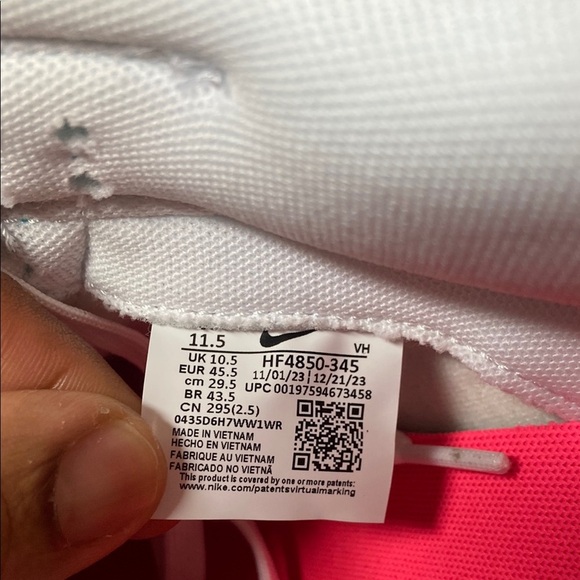 11.5 VH
UK 10.5 HF4850-345
EUR 45.5 11/01/23 | 12/21/23
cm 29.5 UPC 00197594673458
BR 43.5
CN 295(2.5)
0435D6H7WW1WR
MADE IN VIETNAM
HECHO EN VIETNAM
FABRIQUE AU VIETNAM
FABRICADO NO VIETNÃ
This product is covered by one or more patents. See
www.nike.com/patentsvirtualmarking